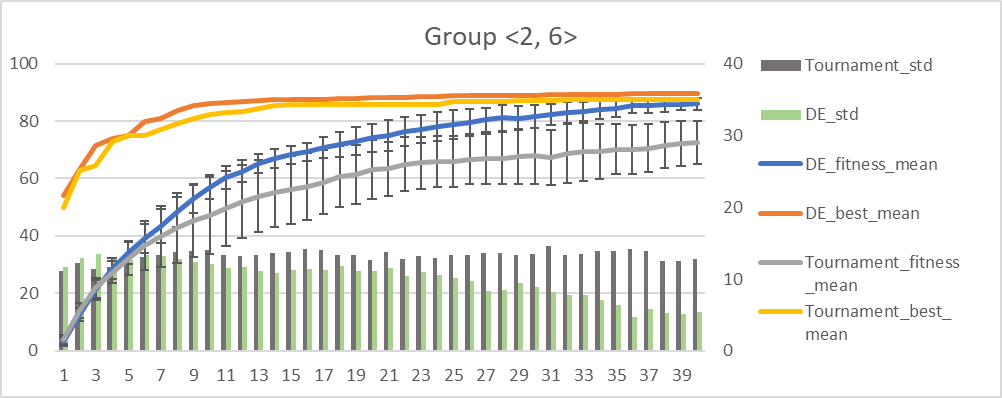 Group <2, 6>
100
80
60
40
20
0
40
30
20
10
0
1 3 5 7 9 11 13 15 17 19 21 23 25 27 29 31 33 35 37 39
Tournament_std
DE_std
DE_fitness_mean
DE_best_mean
Tournament_fitness
_mean
Tournament_best_
mean